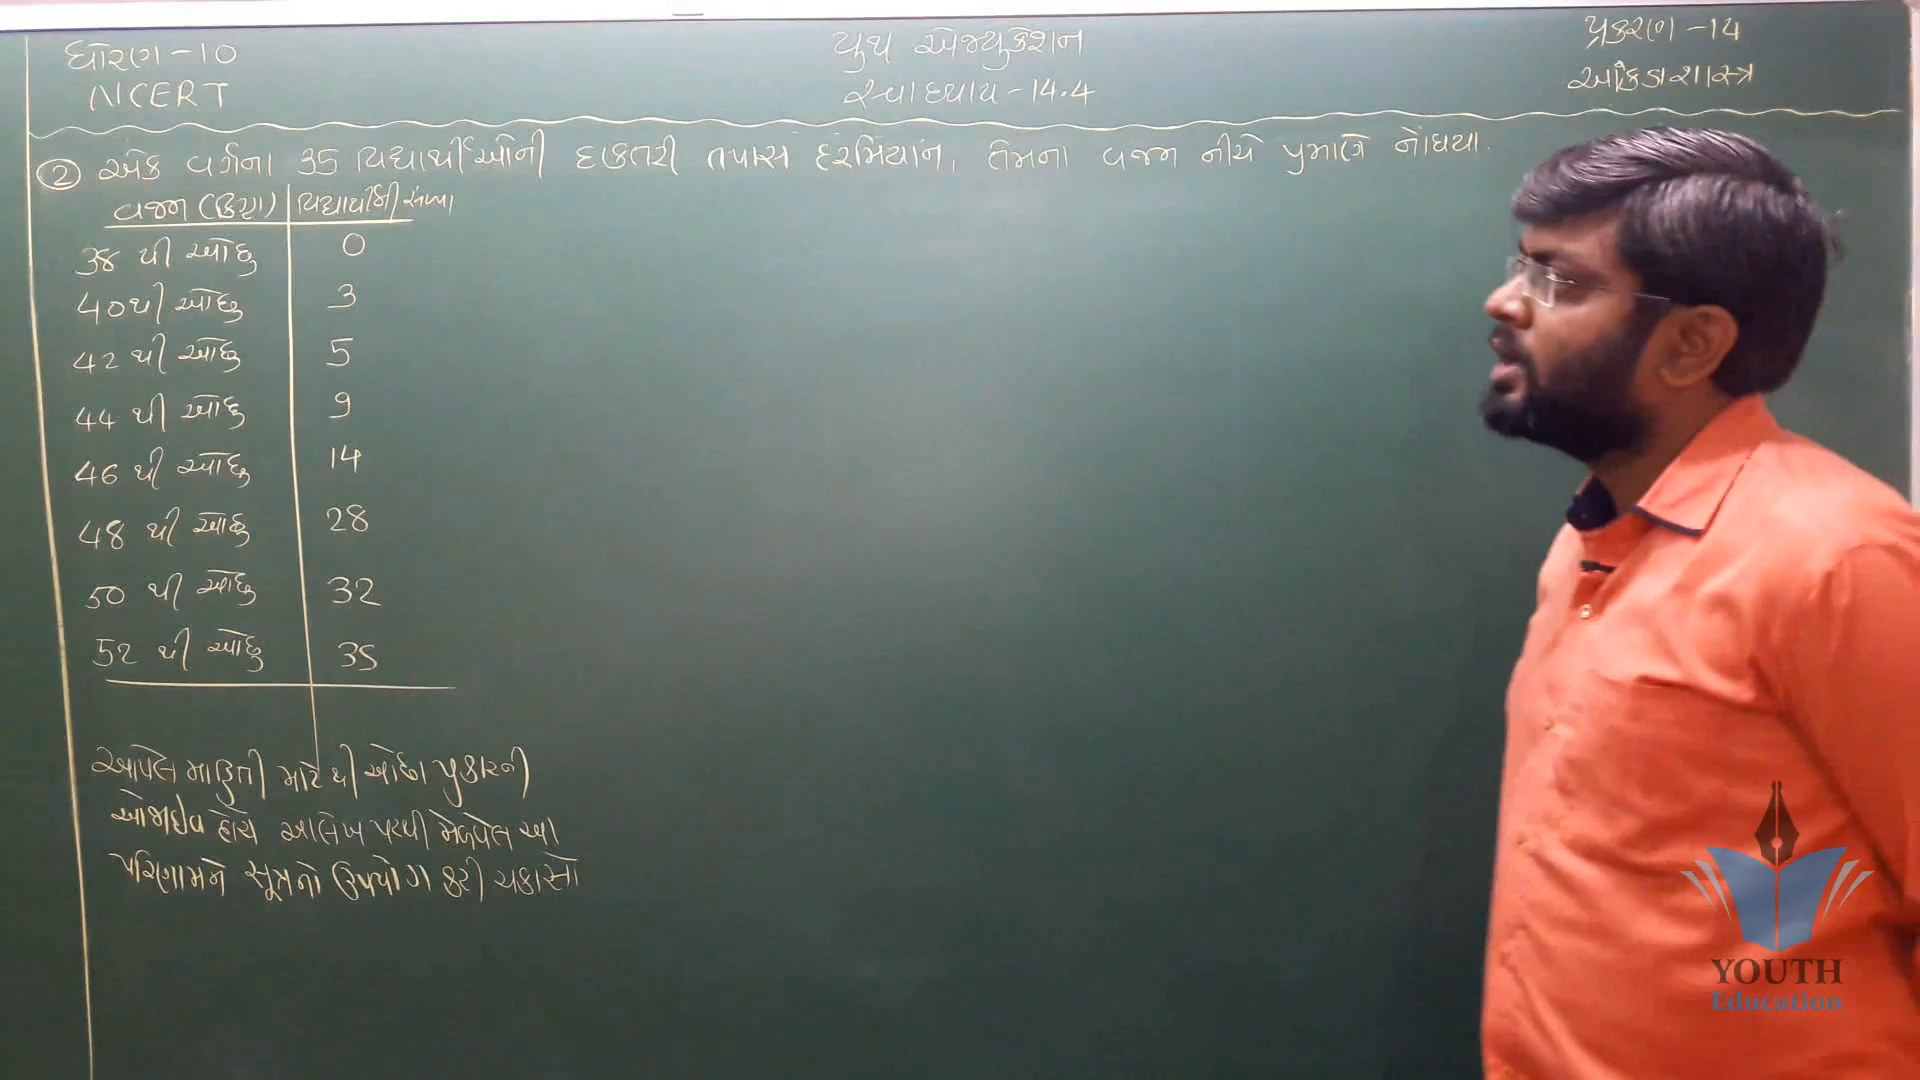 ધોરણ - 10
NCERT
યુથ એજ્યુકેશન
સ્વાધ્યાય - 14.4
પ્રકરણ - 14
આંકડાશાસ્ત્ર
② એક વર્ગના 35 વિદ્યાર્થીઓની દાકતરી તપાસ દરમિયાન, તેમના વજન નીચે પ્રમાણે નોંધાયા.
વજન (કિગ્રા) વિદ્યાર્થીની સંખ્યા
38 થી ઓછુ 0
40 થી ઓછુ 3
42 થી ઓછુ 5
44 થી ઓછુ 9
46 થી ઓછુ 14
48 થી ઓછુ 28
50 થી ઓછુ 32
52 થી ઓછુ 35
આપેલ માહિતી માટે થી ઓછા પ્રકારની
ઓજાઇવ દોરો આલેખ પરથી મેળવેલ આ
પરિણામને સૂત્રનો ઉપયોગ કરી ચકાસો
YOUTH
Education